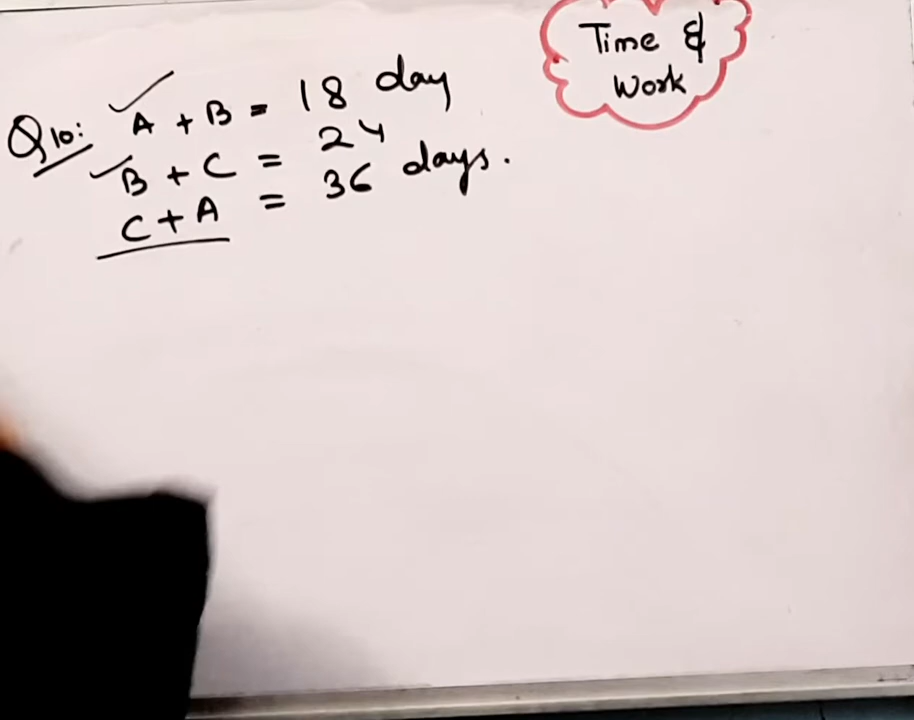 Time &
Work
Q10: A + B = 18 day
B + C = 24
C + A = 36 days.